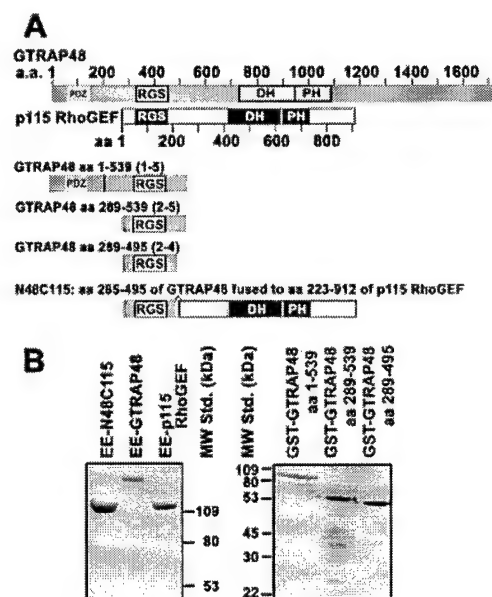 A
GTRAP48
a.a. 1 200 400 600 800 1000 1200 1400 1600
PDZ RGS DH PH
p115 RhoGEF RGS DH PH
aa 1 200 400 600 800
GTRAP48 aa 1-539 (1-5)
PDZ RGS
GTRAP48 aa 289-539 (2-5)
RGS
GTRAP48 aa 289-495 (2-4)
RGS
N48C115: aa 265-495 of GTRAP48 fused to aa 223-912 of p115 RhoGEF
RGS DH PH
B
EE-N48C115
EE-GTRAP48
EE-p115
RhoGEF
MW Std. (kDa)
109
80
53
MW Std. (kDa)
GST-GTRAP48
aa 1-539
GST-GTRAP48
aa 289-539
GST-GTRAP48
aa 289-495
109
80
53
45
30
22